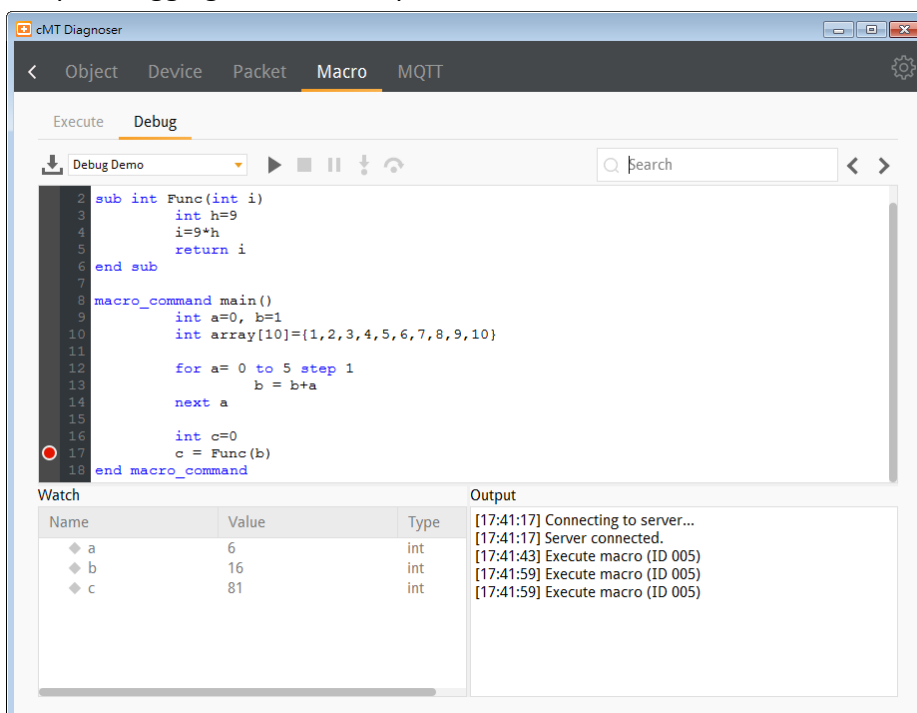 cMT Diagnoser
Object Device Packet Macro MQTT
Execute Debug
Debug Demo
Search
2 sub int Func(int i)
3 int h=9
4 i=9*h
5 return i
6 end sub
7
8 macro_command main()
9 int a=0, b=1
10 int array[10]={1,2,3,4,5,6,7,8,9,10}
11
12 for a= 0 to 5 step 1
13 b = b+a
14 next a
15
16 int c=0
17 c = Func(b)
18 end macro_command
Watch
Name Value Type
a 6 int
b 16 int
c 81 int
Output
[17:41:17] Connecting to server...
[17:41:17] Server connected.
[17:41:43] Execute macro (ID 005)
[17:41:59] Execute macro (ID 005)
[17:41:59] Execute macro (ID 005)